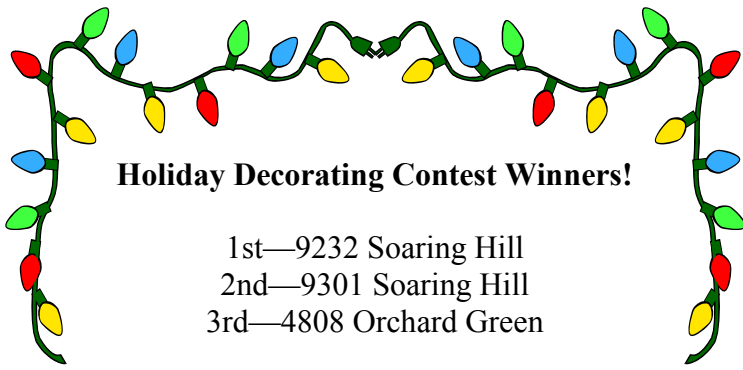 Holiday Decorating Contest Winners!
1st—9232 Soaring Hill
2nd—9301 Soaring Hill
3rd—4808 Orchard Green